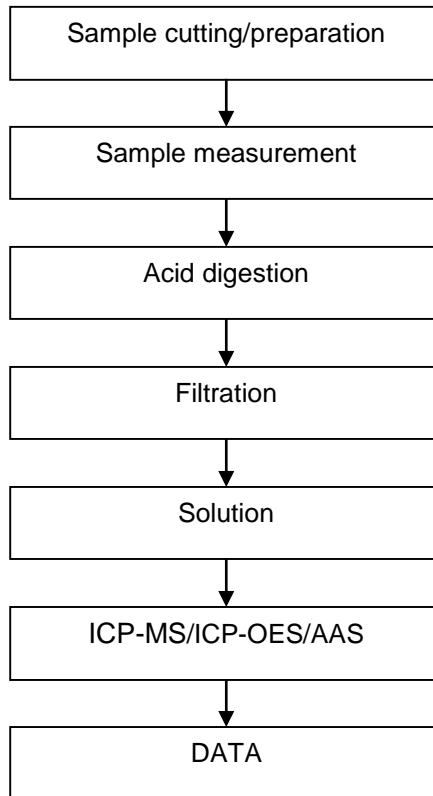 Sample cutting/preparation
Sample measurement
Acid digestion
Filtration
Solution
ICP-MS/ICP-OES/AAS
DATA